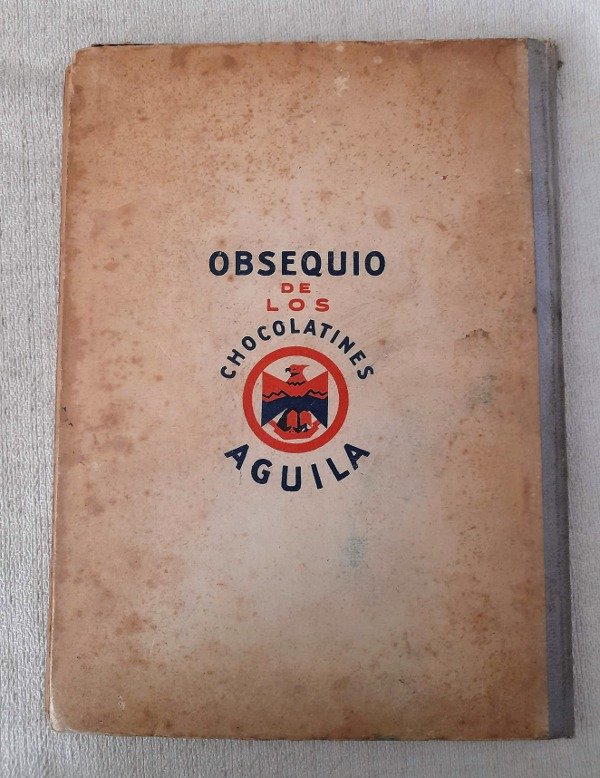 OBSEQUIO
DE
LOS
CHOCOLATINES
AGUILA